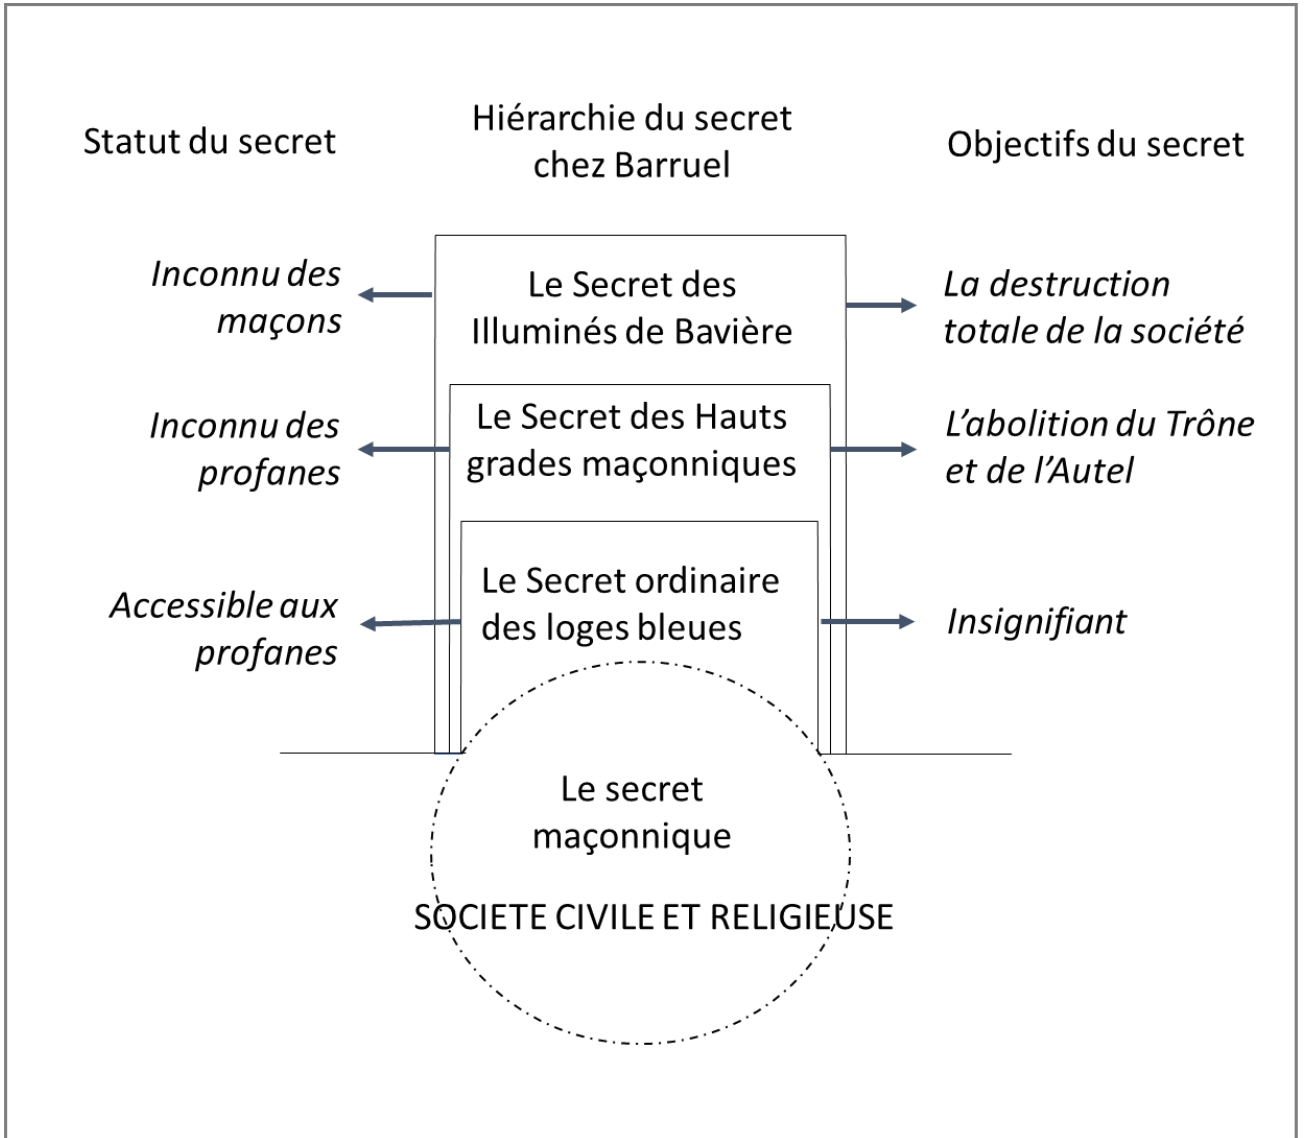 Statut du secret
Hiérarchie du secret
chez Barruel
Objectifs du secret
Inconnu des
maçons
Le Secret des
Illuminés de Bavière
La destruction
totale de la société
Inconnu des
profanes
Le Secret des Hauts
grades maçonniques
L’abolition du Trône
et de l’Autel
Accessible aux
profanes
Le Secret ordinaire
des loges bleues
Insignifiant
Le secret
maçonnique
SOCIETE CIVILE ET RELIGIEUSE